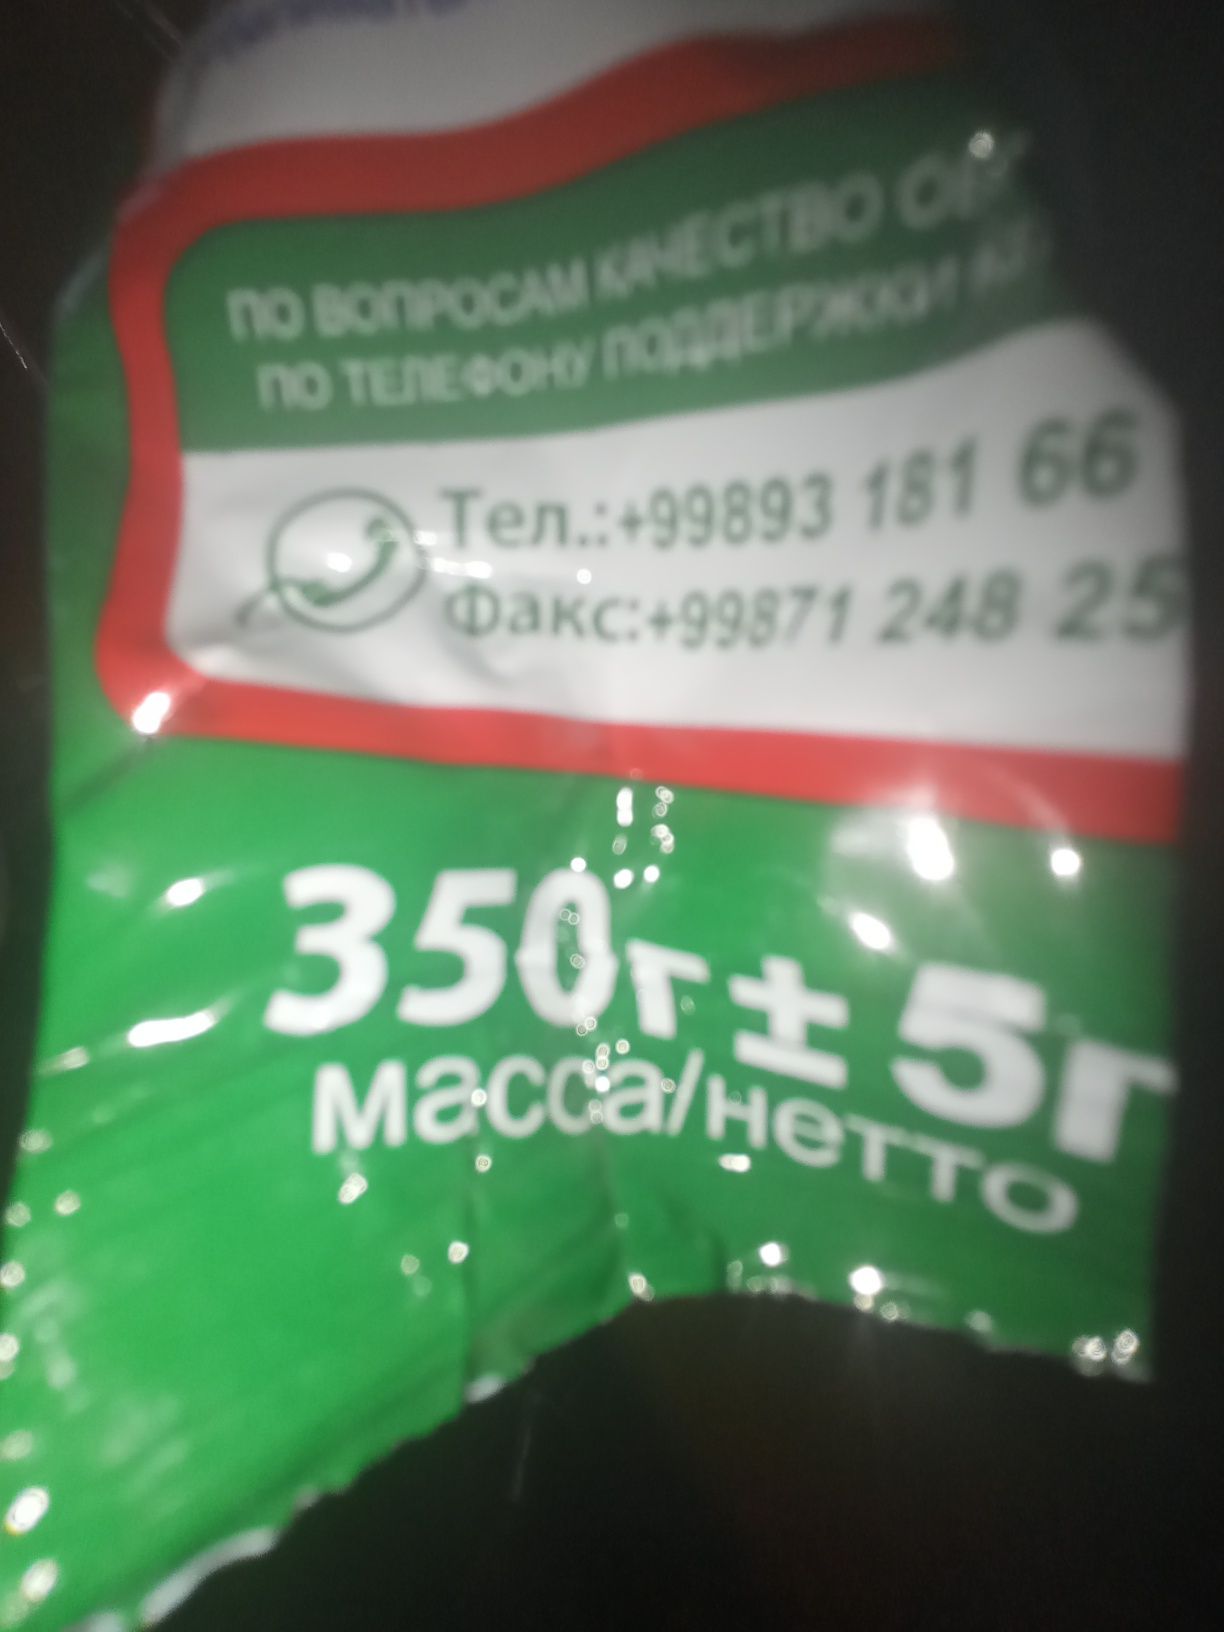 ПО ВОПРОСАМ КАЧЕСТВО
ПО ТЕЛЕФОНУ ПОДДЕРЖКИ
Тел.:+99893 181 66
Факс:+99871 248 25
350г ± 5г
масса/нетто